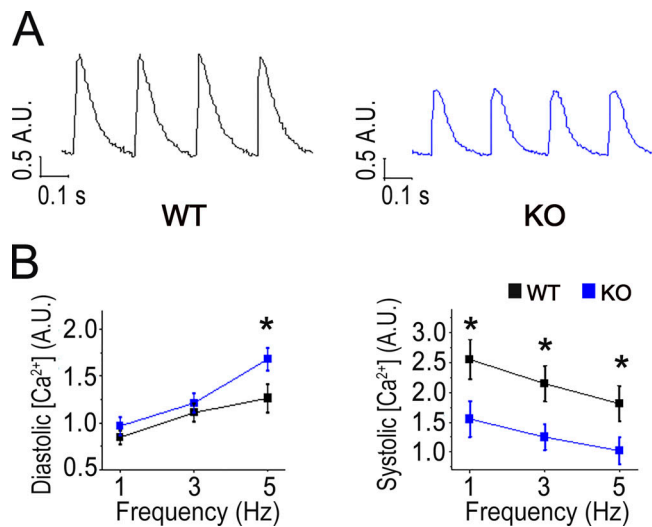 A
0.5 A.U.
0.1 s
WT
0.5 A.U.
0.1 s
KO
B
Diastolic [Ca²⁺] (A.U.)
2.0
1.5
1.0
0.5
*
1 3 5
Frequency (Hz)
WT KO
Systolic [Ca²⁺] (A.U.)
3.0
2.5
2.0
1.5
1.0
* * *
1 3 5
Frequency (Hz)